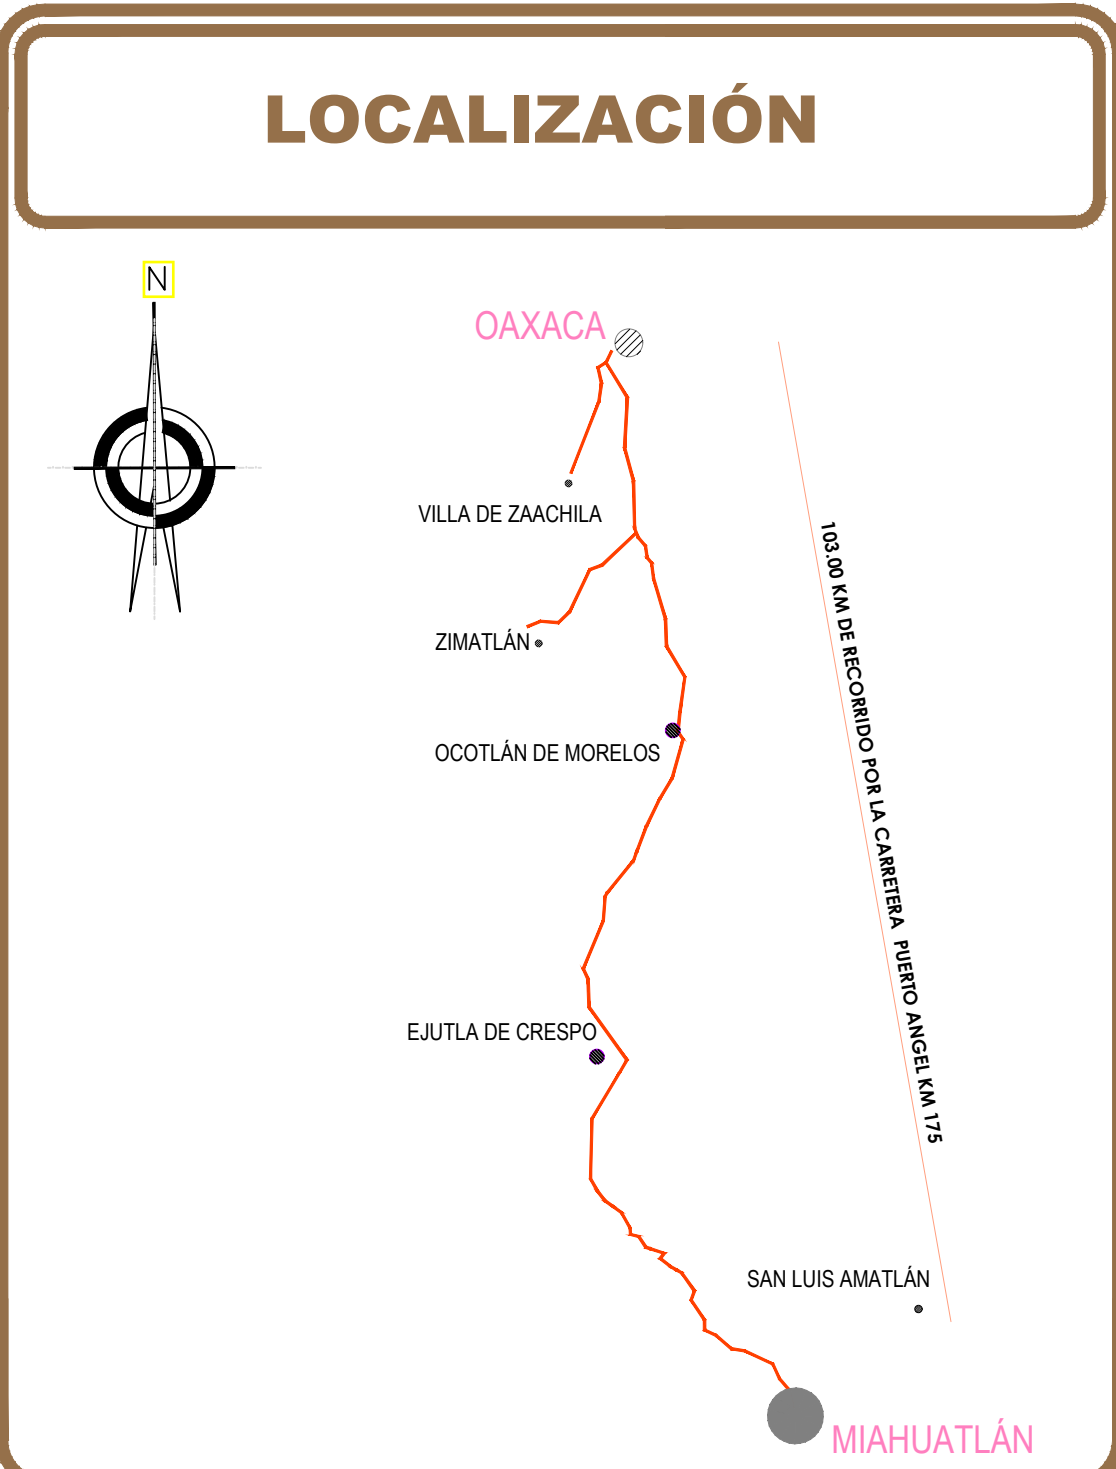 LOCALIZACIÓN
N
OAXACA
VILLA DE ZAACHILA
ZIMATLÁN
OCOTLÁN DE MORELOS
103.00 KM DE RECORRIDO POR LA CARRETERA PUERTO ANGEL KM 175
EJUTLA DE CRESPO
SAN LUIS AMATLÁN
MIAHUATLÁN